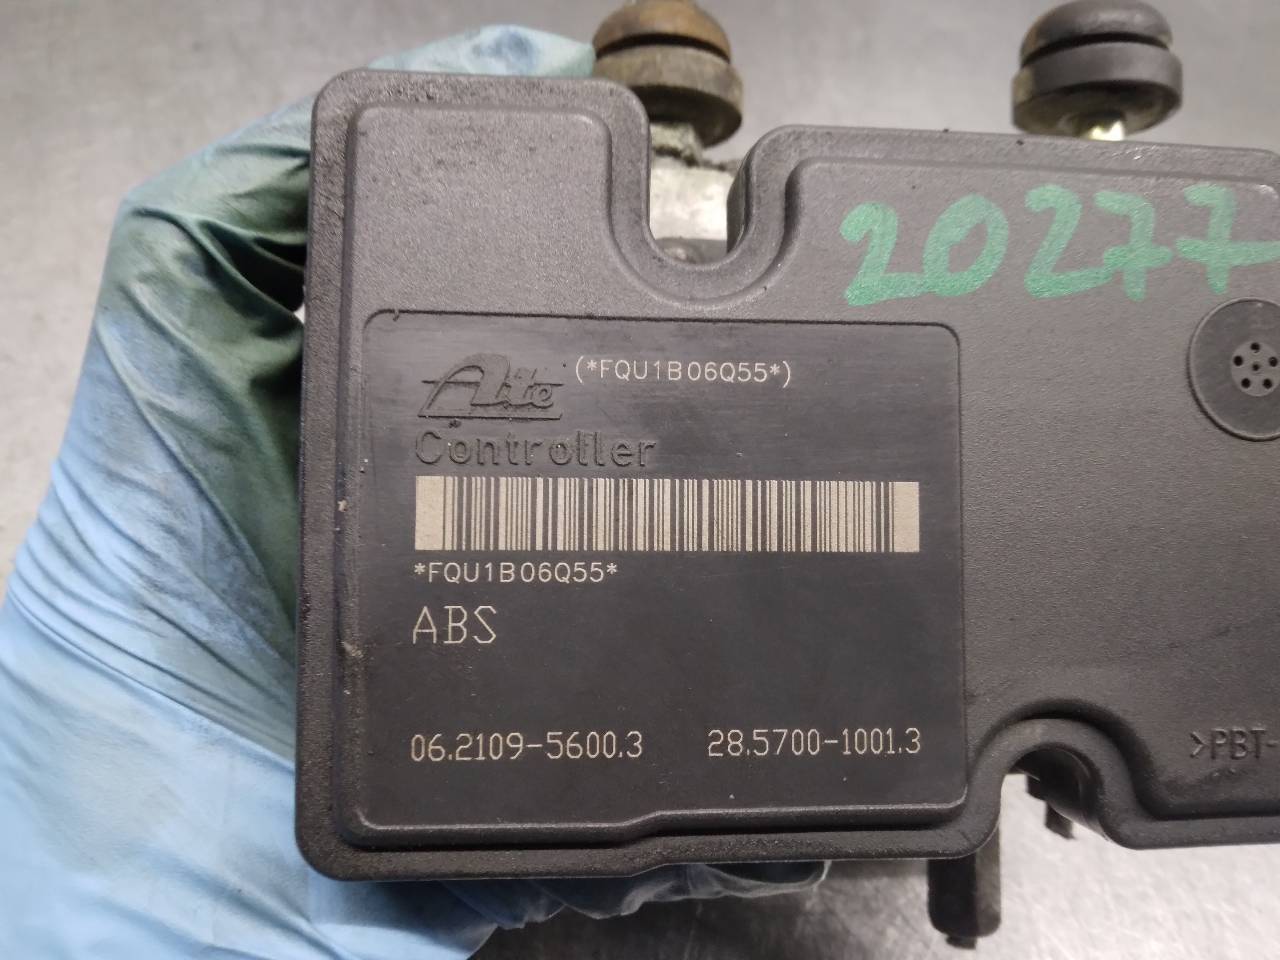 20277
Ate (*FQU1B06Q55*)
Controller
*FQU1B06Q55*
ABS
06.2109-5600.3 28.5700-1001.3
>PBT-